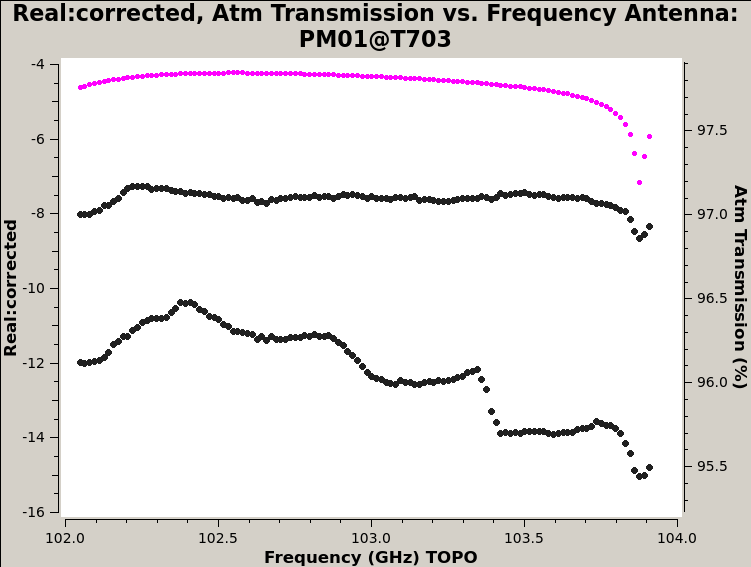 Real:corrected, Atm Transmission vs. Frequency Antenna:
PM01@T703
-4
-6
-8
-10
-12
-14
-16
Real:corrected
97.5
97.0
96.5
96.0
95.5
Atm Transmission (%)
102.0 102.5 103.0 103.5 104.0
Frequency (GHz) TOPO